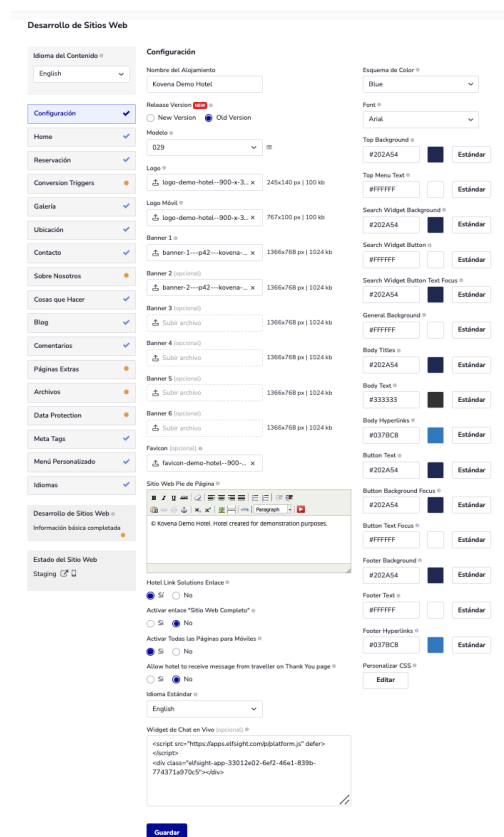 Desarrollo de Sitios Web
Idioma del Contenido
English
Configuración
Home
Reservación
Conversion Triggers
Galería
Ubicación
Contacto
Sobre Nosotros
Cosas que Hacer
Blog
Comentarios
Páginas Extras
Archivos
Data Protection
Meta Tags
Menú Personalizado
Idiomas
Desarrollo de Sitios Web
Información básica completada
Estado del Sitio Web
Staging
Configuración
Nombre del Alojamiento
Kovena Demo Hotel
Release Version NEW
New Version Old Version
Modelo
029
Logo
logo-demo-hotel--900-x-3... × 245x140 px | 100 kb
Logo Móvil
logo-demo-hotel--900-x-3... × 767x100 px | 100 kb
Banner 1
banner-1---p42---kovena-... × 1366x768 px | 1024 kb
Banner 2 (opcional)
banner-2---p42---kovena-... × 1366x768 px | 1024 kb
Banner 3 (opcional)
Subir archivo 1366x768 px | 1024 kb
Banner 4 (opcional)
Subir archivo 1366x768 px | 1024 kb
Banner 5 (opcional)
Subir archivo 1366x768 px | 1024 kb
Banner 6 (opcional)
Subir archivo 1366x768 px | 1024 kb
Favicon (opcional)
favicon-demo-hotel--900-... ×
Sitio Web Pie de Página
B I U ABC
Paragraph
© Kovena Demo Hotel. Hotel created for demonstration purposes.
Hotel Link Solutions Enlace
Sí No
Activar enlace "Sitio Web Completo"
Si No
Activar Todas las Páginas para Móviles
Si No
Allow hotel to receive message from traveller on Thank You page
Si No
Idioma Estándar
English
Widget de Chat en Vivo (opcional)
<script src="https://apps.elfsight.com/p/platform.js" defer>
</script>
<div class="elfsight-app-33012e02-6ef2-46e1-839b-
774371a970c5"></div>
Guardar
Esquema de Color
Blue
Font
Arial
Top Background
#202A54 Estándar
Top Menu Text
#FFFFFF Estándar
Search Widget Background
#202A54 Estándar
Search Widget Button
#FFFFFF Estándar
Search Widget Button Text Focus
#202A54 Estándar
General Background
#FFFFFF Estándar
Body Titles
#202A54 Estándar
Body Text
#333333 Estándar
Body Hyperlinks
#037BC8 Estándar
Button Text
#202A54 Estándar
Button Background Focus
#202A54 Estándar
Button Text Focus
#FFFFFF Estándar
Footer Background
#202A54 Estándar
Footer Text
#FFFFFF Estándar
Footer Hyperlinks
#037BC8 Estándar
Personalizar CSS
Editar